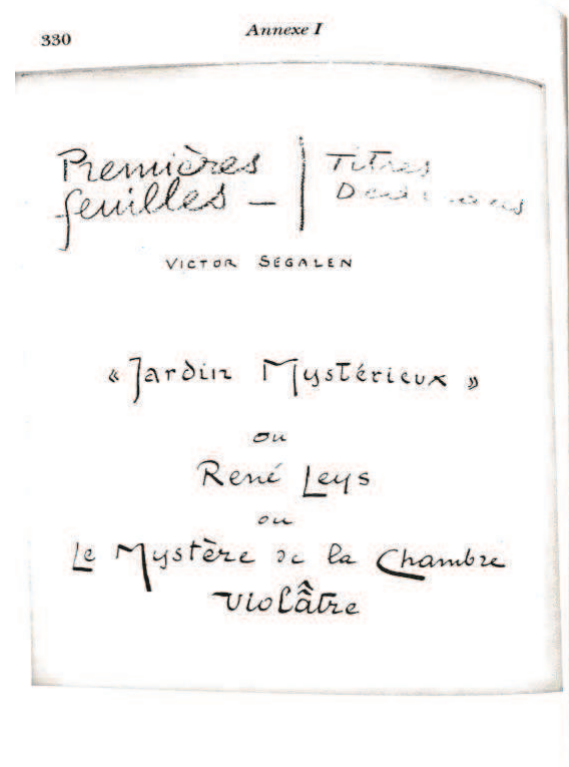 330
Annexe I
Premières
feuilles —
Titres
VICTOR SEGALEN
« Jardin Mystérieux »
ou
René Leys
ou
Le Mystère de la Chambre
Violâtre